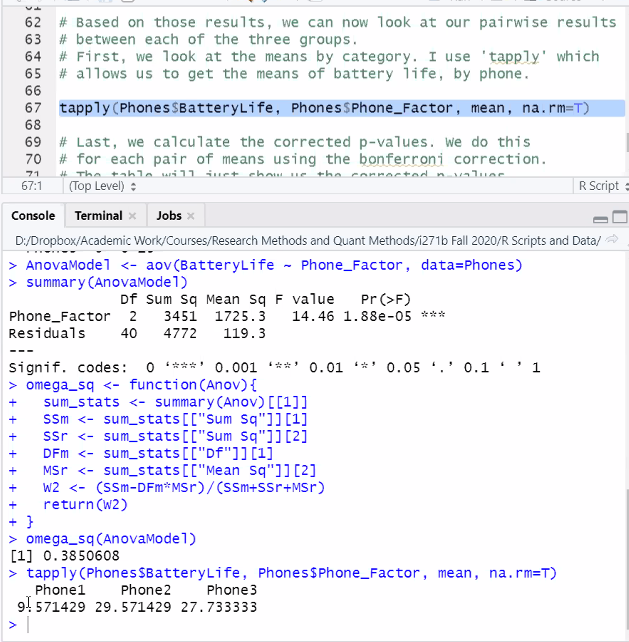 62 # Based on those results, we can now look at our pairwise results
63 # between each of the three groups.
64 # First, we look at the means by category. I use 'tapply' which
65 # allows us to get the means of battery life, by phone.
66
67 tapply(Phones$BatteryLife, Phones$Phone_Factor, mean, na.rm=T)
68
69 # Last, we calculate the corrected p-values. We do this
70 # for each pair of means using the bonferroni correction.
71 # The table will just show us the corrected p-values
67:1 (Top Level) R Script
Console Terminal Jobs
D:/Dropbox/Academic Work/Courses/Research Methods and Quant Methods/i271b Fall 2020/R Scripts and Data/
> AnovaModel <- aov(BatteryLife ~ Phone_Factor, data=Phones)
> summary(AnovaModel)
Df Sum Sq Mean Sq F value Pr(>F)
Phone_Factor 2 3451 1725.3 14.46 1.88e-05 ***
Residuals 40 4772 119.3
---
Signif. codes: 0 ‘***’ 0.001 ‘**’ 0.01 ‘*’ 0.05 ‘.’ 0.1 ‘ ’ 1
> omega_sq <- function(Anov){
+ sum_stats <- summary(Anov)[[1]]
+ SSm <- sum_stats[["Sum Sq"]][1]
+ SSr <- sum_stats[["Sum Sq"]][2]
+ DFm <- sum_stats[["Df"]][1]
+ MSr <- sum_stats[["Mean Sq"]][2]
+ W2 <- (SSm-DFm*MSr)/(SSm+SSr+MSr)
+ return(W2)
+ }
> omega_sq(AnovaModel)
[1] 0.3850608
> tapply(Phones$BatteryLife, Phones$Phone_Factor, mean, na.rm=T)
Phone1 Phone2 Phone3
9.571429 29.571429 27.733333
>